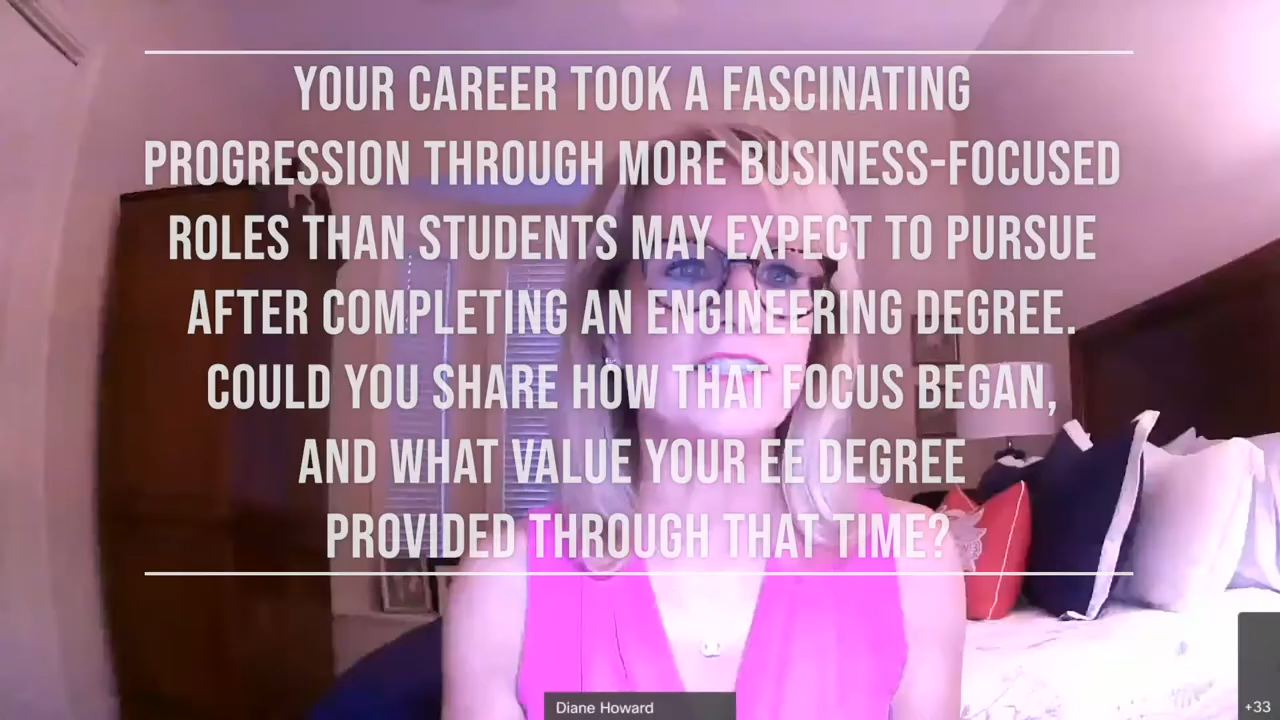 YOUR CAREER TOOK A FASCINATING
PROGRESSION THROUGH MORE BUSINESS-FOCUSED
ROLES THAN STUDENTS MAY EXPECT TO PURSUE
AFTER COMPLETING AN ENGINEERING DEGREE.
COULD YOU SHARE HOW THAT FOCUS BEGAN,
AND WHAT VALUE YOUR EE DEGREE
PROVIDED THROUGH THAT TIME?
Diane Howard
+33